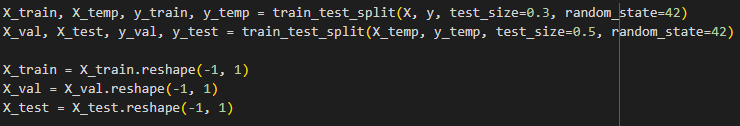 X_train, X_temp, y_train, y_temp = train_test_split(X, y, test_size=0.3, random_state=42)
X_val, X_test, y_val, y_test = train_test_split(X_temp, y_temp, test_size=0.5, random_state=42)
X_train = X_train.reshape(-1, 1)
X_val = X_val.reshape(-1, 1)
X_test = X_test.reshape(-1, 1)